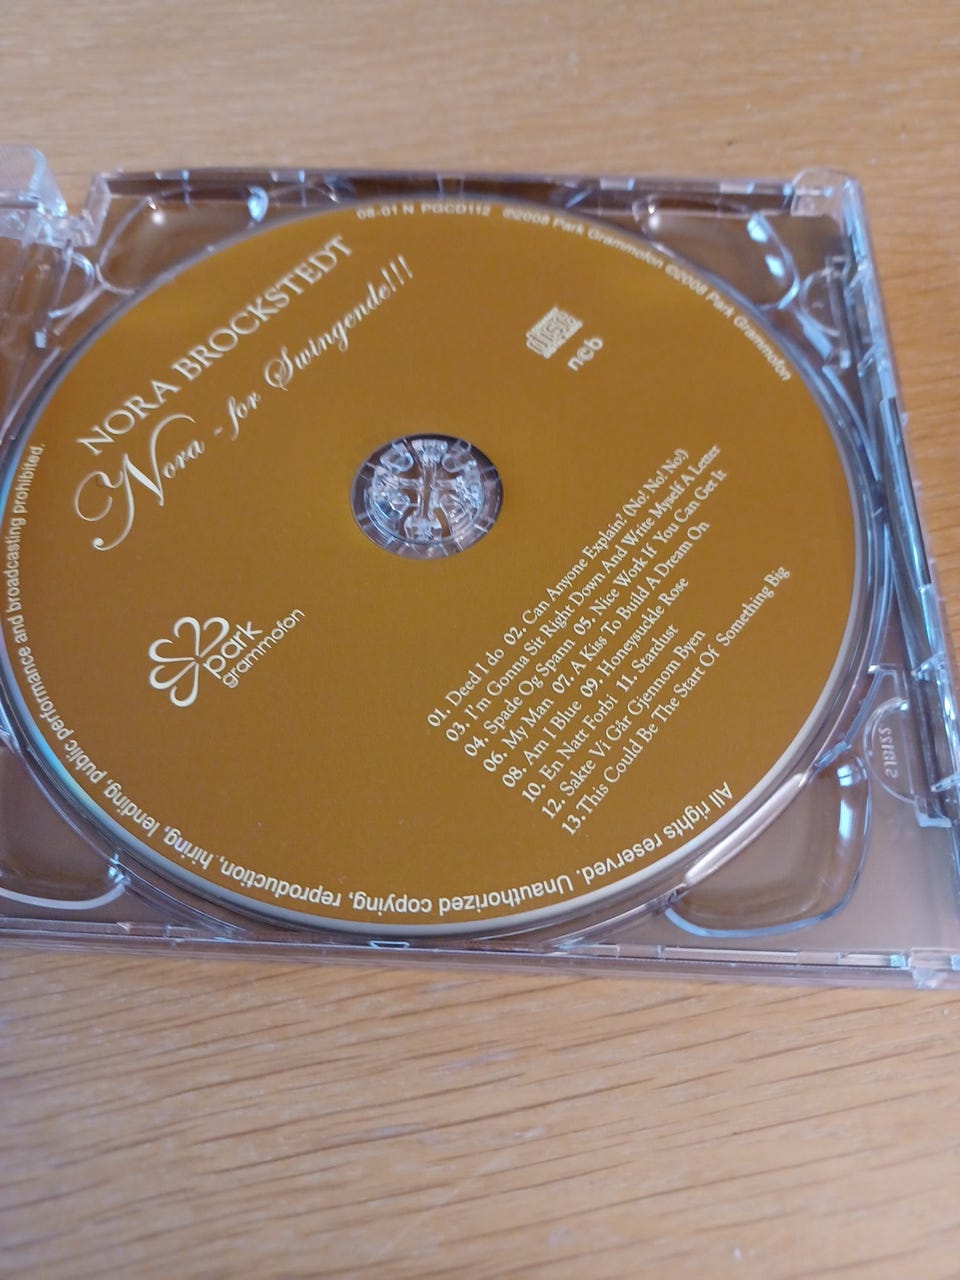 08-01 N PGCD112 ©2008 Park Grammofon ©2008 Park Grammofon
NORA BROCKSTEDT
Nora - for Swingende!!!
disc
ncb
park
grammofon
01. Deed I do 02. Can Anyone Explain? (No! No! No!)
03. I'm Gonna Sit Right Down And Write Myself A Letter
04. Spade Og Spann 05. Nice Work If You Can Get It
06. My Man 07. A Kiss To Build A Dream On
08. Am I Blue 09. Honeysuckle Rose
10. En Natt Forbi 11. Stardust
12. Sakte Vi Går Gjennom Byen
13. This Could Be The Start Of Something Big
All rights reserved. Unauthorized copying, reproduction, hiring, lending, public performance and broadcasting prohibited.